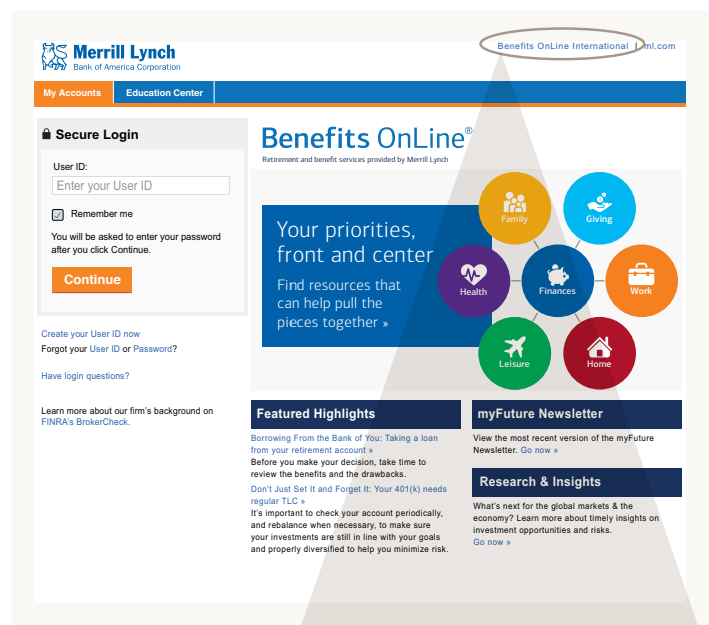 Merrill Lynch
Bank of America Corporation
Benefits OnLine International | ml.com
My Accounts
Education Center
Secure Login
User ID:
Enter your User ID
Remember me
You will be asked to enter your password
after you click Continue.
Continue
Create your User ID now
Forgot your User ID or Password?
Have login questions?
Learn more about our firm's background on
FINRA's BrokerCheck.
Benefits OnLine®
Retirement and benefit services provided by Merrill Lynch
Your priorities,
front and center
Find resources that
can help pull the
pieces together »
Family
Giving
Health
Finances
Work
Leisure
Home
Featured Highlights
Borrowing From the Bank of You: Taking a loan
from your retirement account »
Before you make your decision, take time to
review the benefits and the drawbacks.
Don't Just Set It and Forget It: Your 401(k) needs
regular TLC »
It's important to check your account periodically,
and rebalance when necessary, to make sure
your investments are still in line with your goals
and properly diversified to help you minimize risk.
myFuture Newsletter
View the most recent version of the myFuture
Newsletter. Go now »
Research & Insights
What's next for the global markets & the
economy? Learn more about timely insights on
investment opportunities and risks.
Go now »